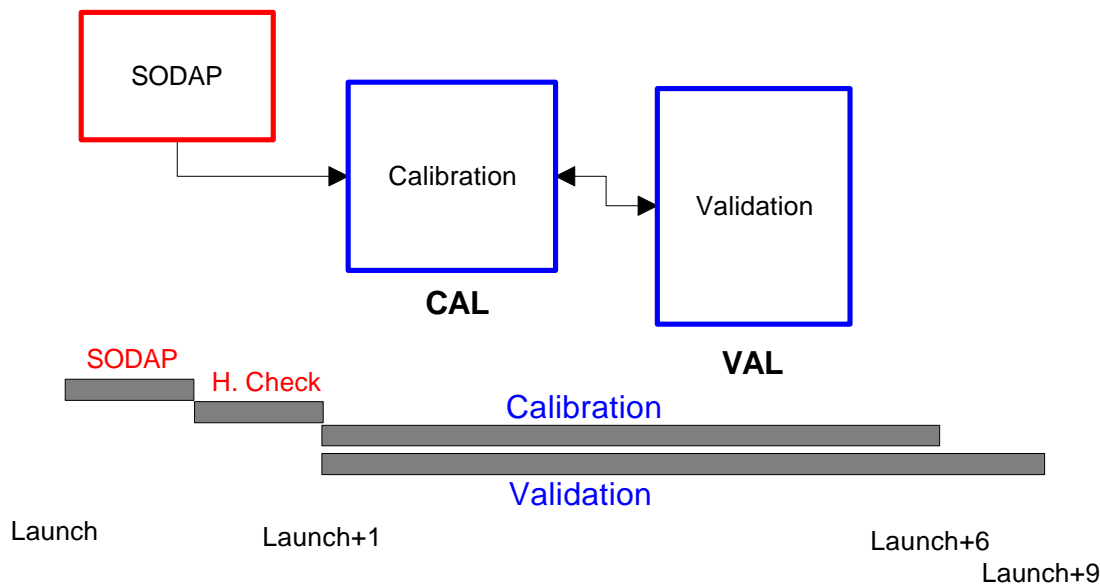 SODAP
Calibration
Validation
CAL
VAL
SODAP
H. Check
Calibration
Validation
Launch
Launch+1
Launch+6
Launch+9